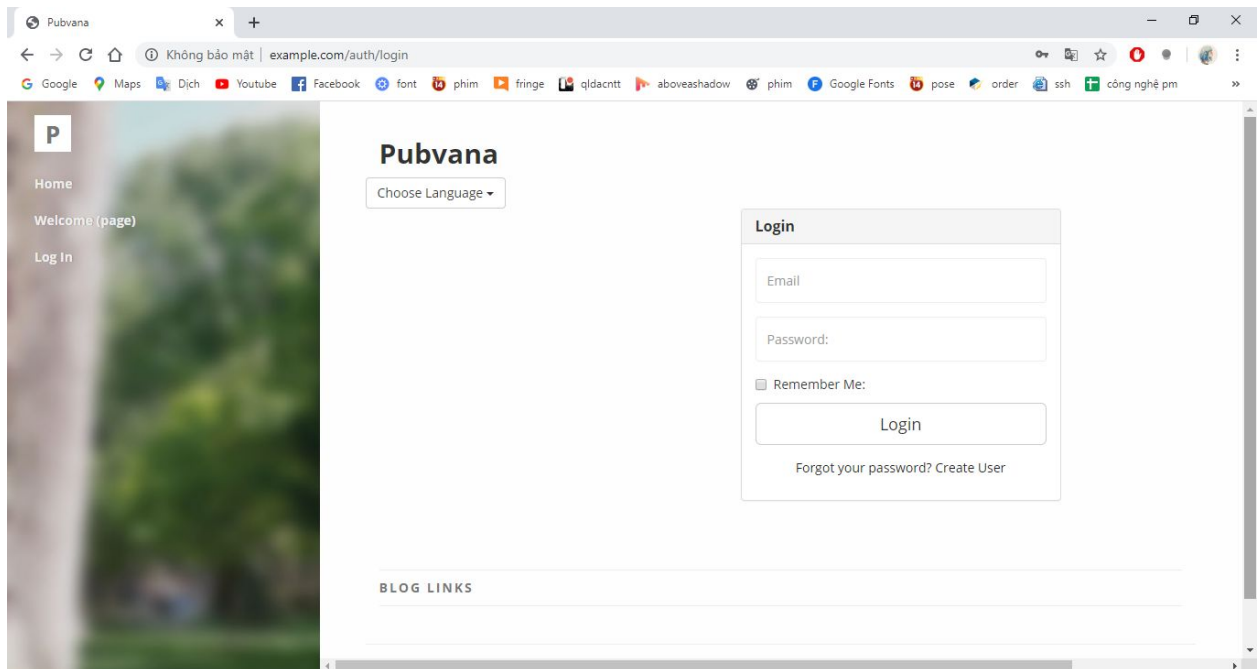 Pubvana
Không bảo mật | example.com/auth/login
Google Maps Dịch Youtube Facebook font phim fringe qldacntt aboveashadow phim Google Fonts pose order ssh công nghệ pm »
P
Home
Welcome (page)
Log In
Pubvana
Choose Language
Login
Email
Password:
Remember Me:
Login
Forgot your password? Create User
BLOG LINKS